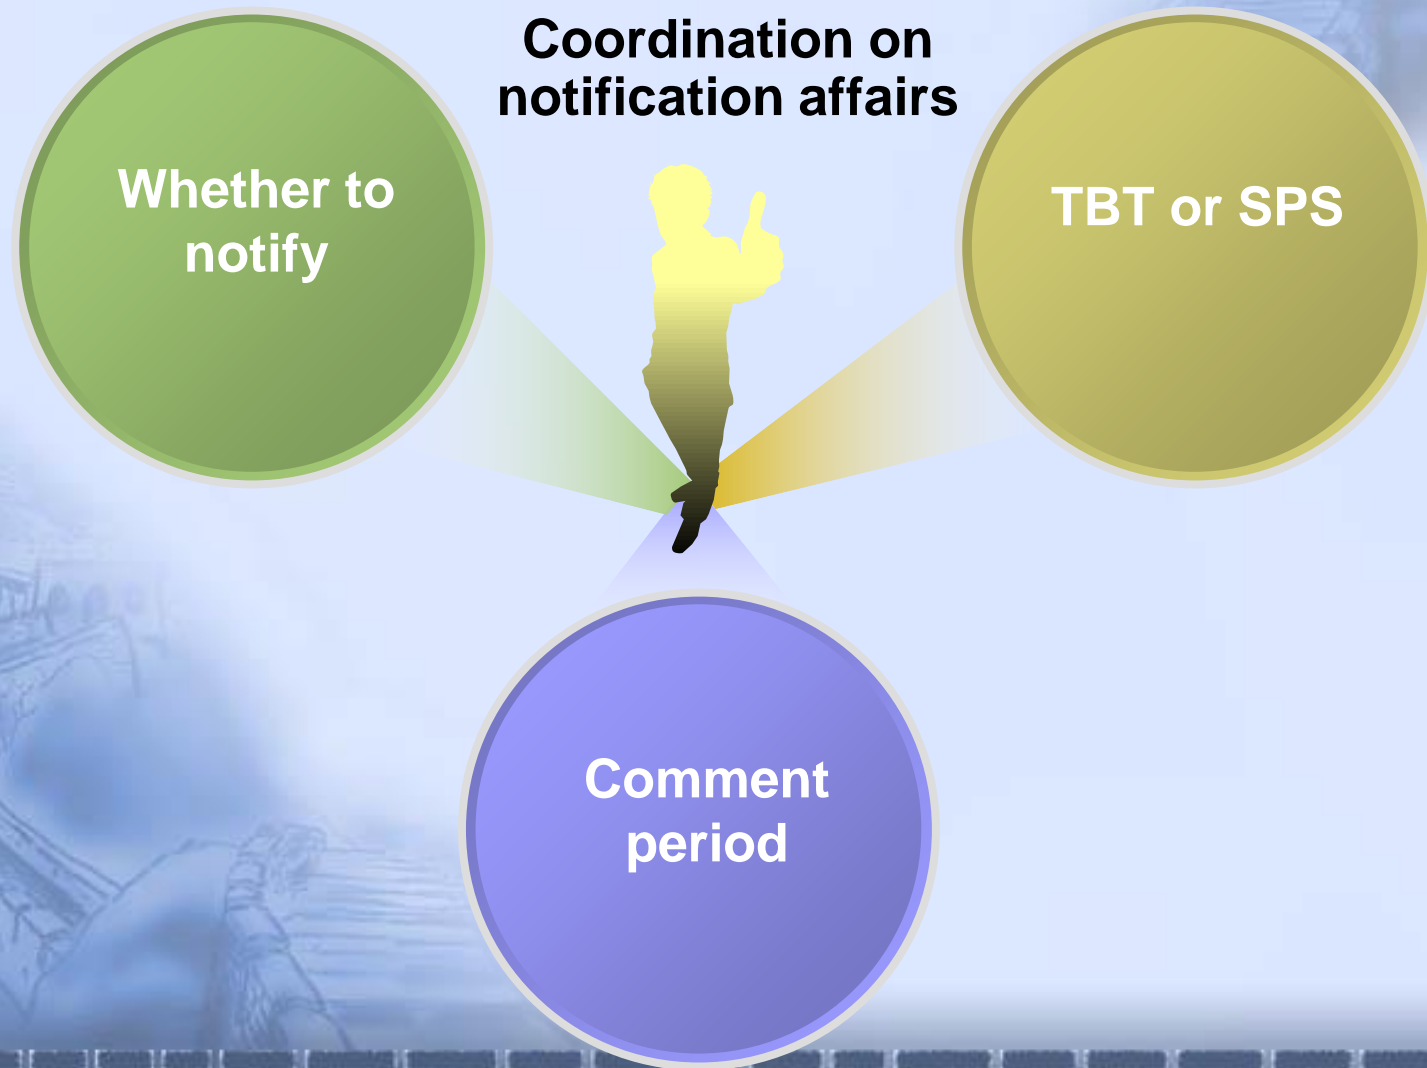 Coordination on
notification affairs
Whether to
notify
TBT or SPS
Comment
period